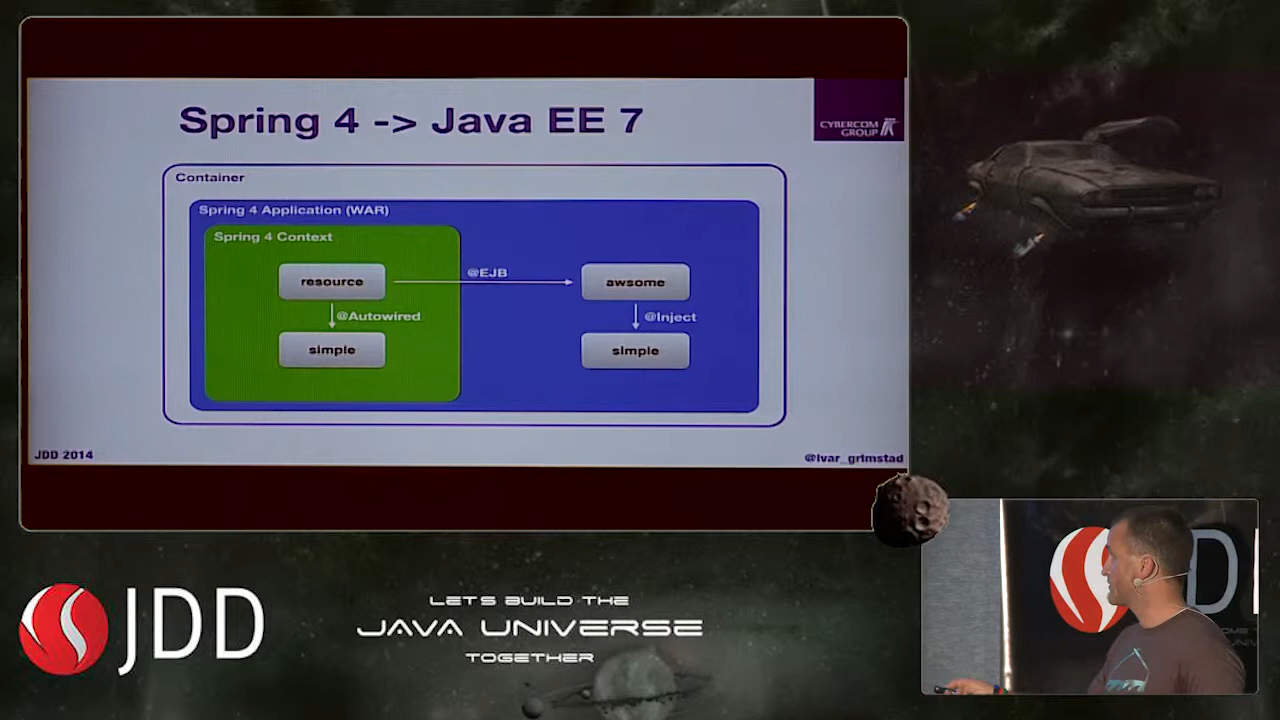 Spring 4 -> Java EE 7
CYBERCOM
GROUP
Container
Spring 4 Application (WAR)
Spring 4 Context
resource
@EJB
awsome
@Autowired
@Inject
simple
simple
JDD 2014
@ivar_grimstad
JDD
LETS BUILD THE
JAVA UNIVERSE
TOGETHER
D